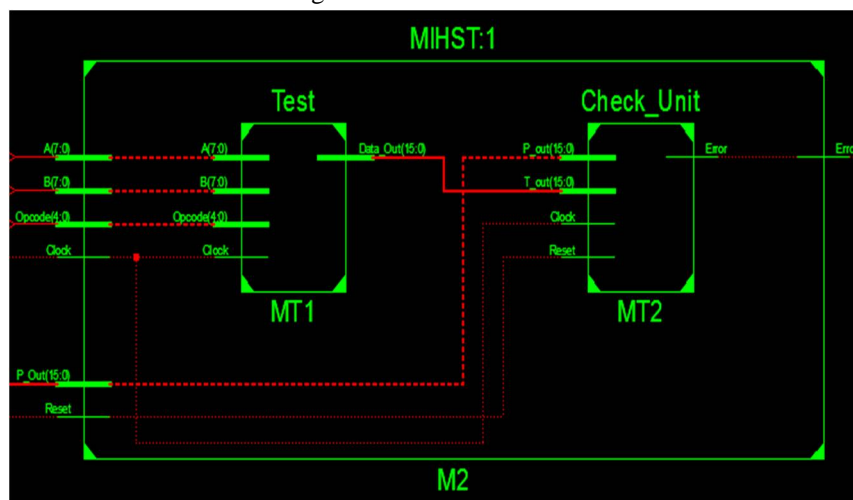 MIHST:1
Test
Check_Unit
A(7:0)
A(7:0)
Data_Out(15:0)
P_out(15:0)
Error
Erro
B(7:0)
B(7:0)
T_out(15:0)
Opcode(4:0)
Opcode(4:0)
Clock
Clock
Clock
Reset
MT1
MT2
P_Out(15:0)
Reset
M2